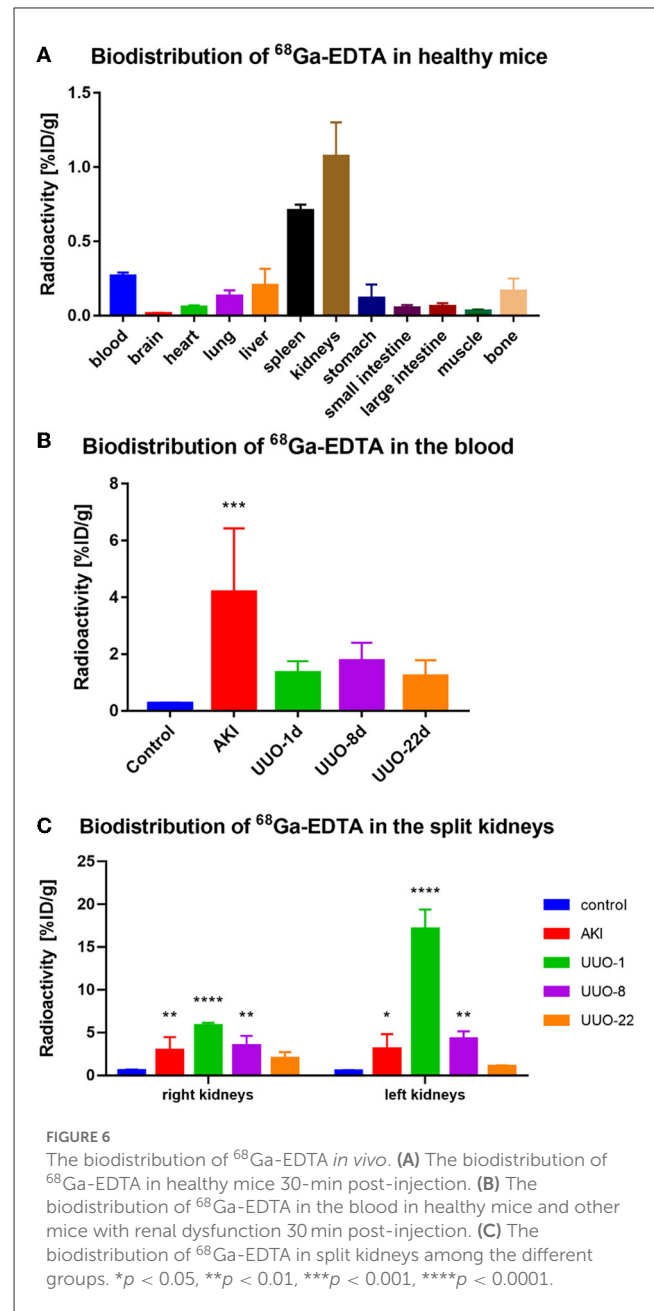 A Biodistribution of ⁶⁸Ga-EDTA in healthy mice
Radioactivity [%ID/g]
1.5
1.0
0.5
0.0
blood
brain
heart
lung
liver
spleen
kidneys
stomach
small intestine
large intestine
muscle
bone
B Biodistribution of ⁶⁸Ga-EDTA in the blood
Radioactivity [%ID/g]
8
6
4
2
0
***
Control
AKI
UUO-1d
UUO-8d
UUO-22d
C Biodistribution of ⁶⁸Ga-EDTA in the split kidneys
Radioactivity [%ID/g]
25
20
15
10
5
0
** **** **
* **** **
right kidneys
left kidneys
control
AKI
UUO-1
UUO-8
UUO-22
FIGURE 6
The biodistribution of ⁶⁸Ga-EDTA in vivo. (A) The distribution of
⁶⁸Ga-EDTA in healthy mice 30-min post-injection. (B) The
biodistribution of ⁶⁸Ga-EDTA in the blood in healthy mice and other
mice with renal dysfunction 30 min post-injection. (C) The
biodistribution of ⁶⁸Ga-EDTA in split kidneys among the different
groups. *p < 0.05, **p < 0.01, ***p < 0.001, ****p < 0.0001.